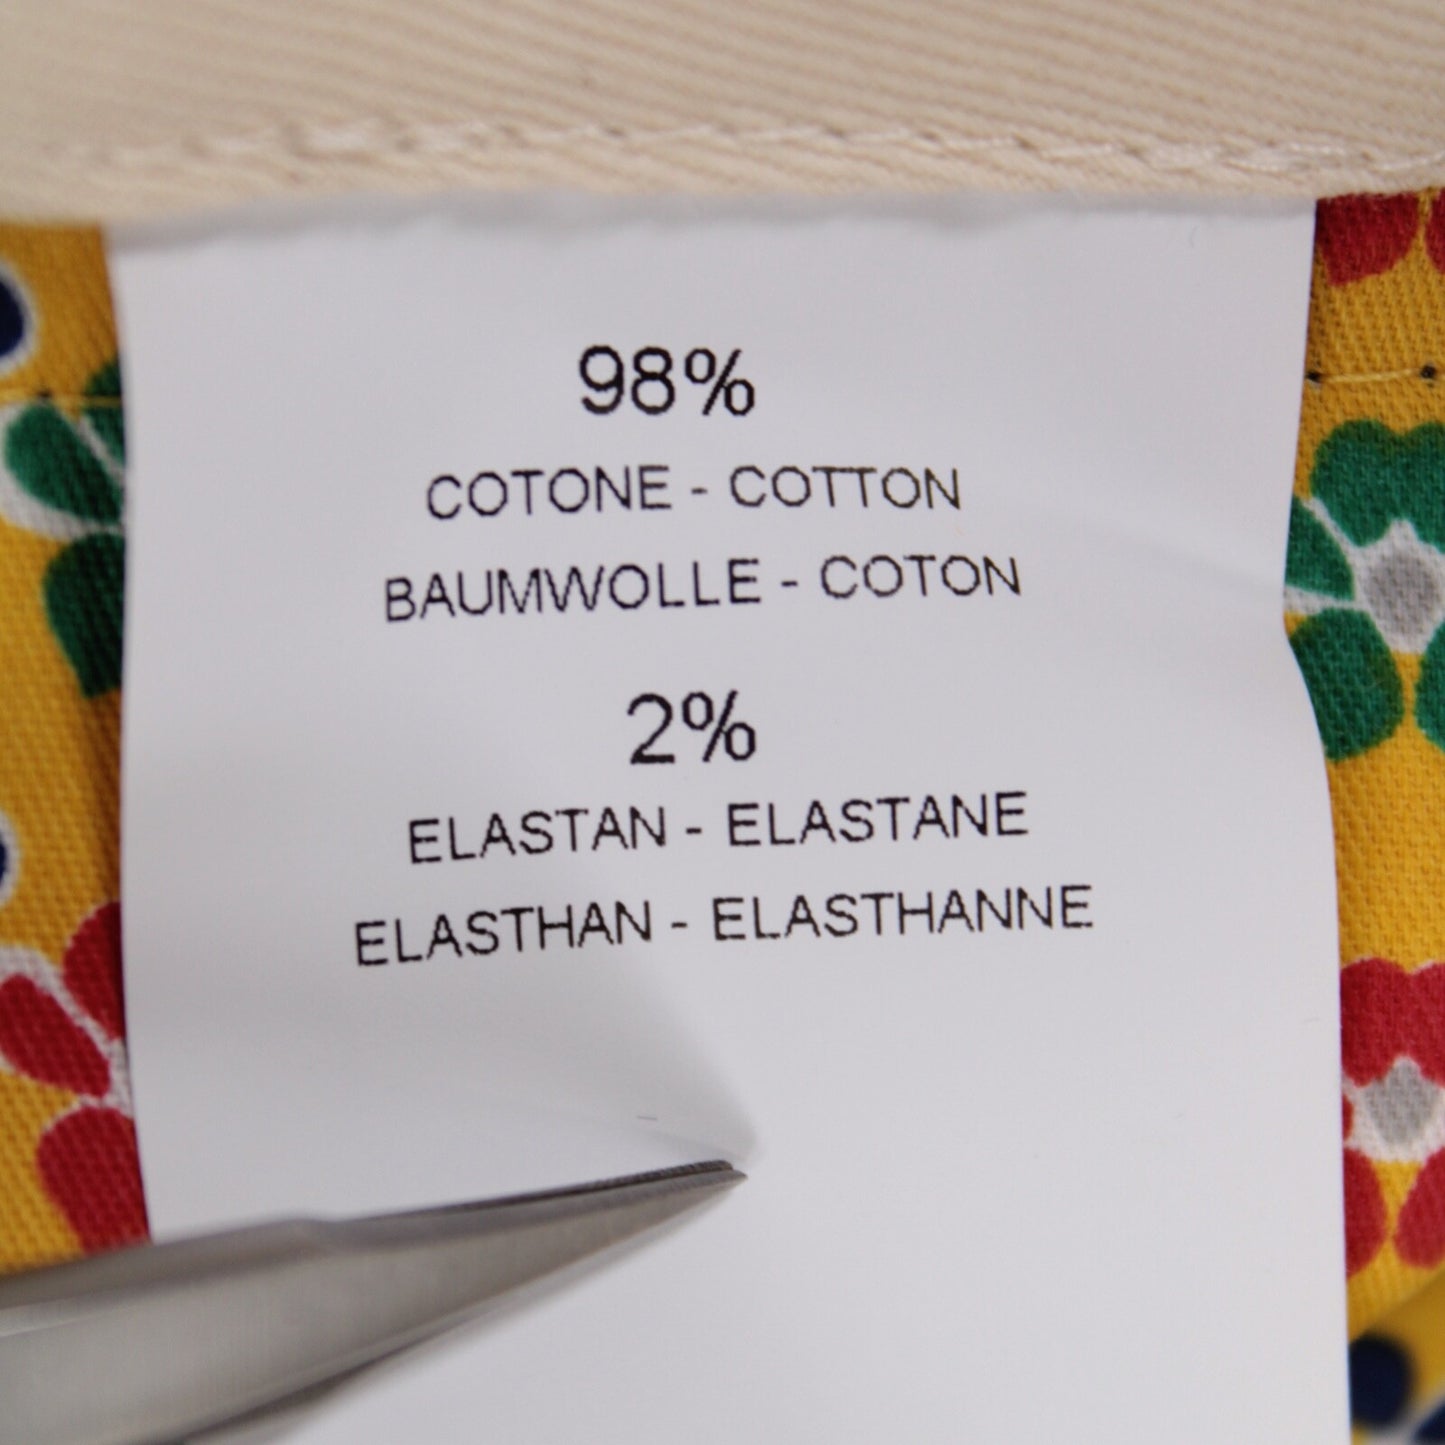 98%
COTONE - COTTON
BAUMWOLLE - COTON
2%
ELASTAN - ELASTANE
ELASTHAN - ELASTHANNE